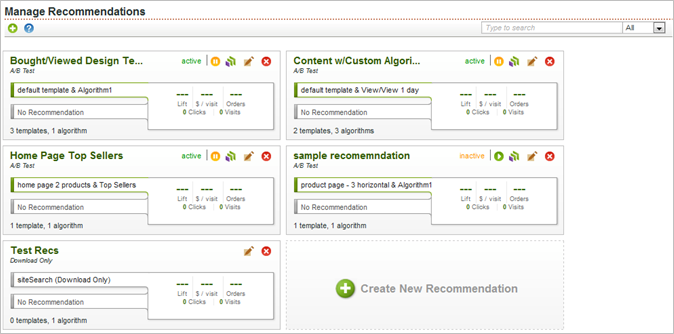 Manage Recommendations
Type to search All
Bought/Viewed Design Te... active
A/B Test
default template & Algorithm1
--- --- ---
Lift $ / visit Orders
No Recommendation
0 Clicks 0 Visits
3 templates, 1 algorithm
Content w/Custom Algori... active
A/B Test
default template & View/View 1 day
--- --- ---
Lift $ / visit Orders
No Recommendation
0 Clicks 0 Visits
2 templates, 3 algorithms
Home Page Top Sellers active
A/B Test
home page 2 products & Top Sellers
--- --- ---
Lift $ / visit Orders
No Recommendation
0 Clicks 0 Visits
1 template, 1 algorithm
sample recomemndation inactive
A/B Test
product page - 3 horizontal & Algorithm1
--- --- ---
Lift $ / visit Orders
No Recommendation
0 Clicks 0 Visits
1 template, 1 algorithm
Test Recs
Download Only
siteSearch (Download Only)
--- --- ---
Lift $ / visit Orders
No Recommendation
0 Clicks 0 Visits
0 templates, 1 algorithm
Create New Recommendation